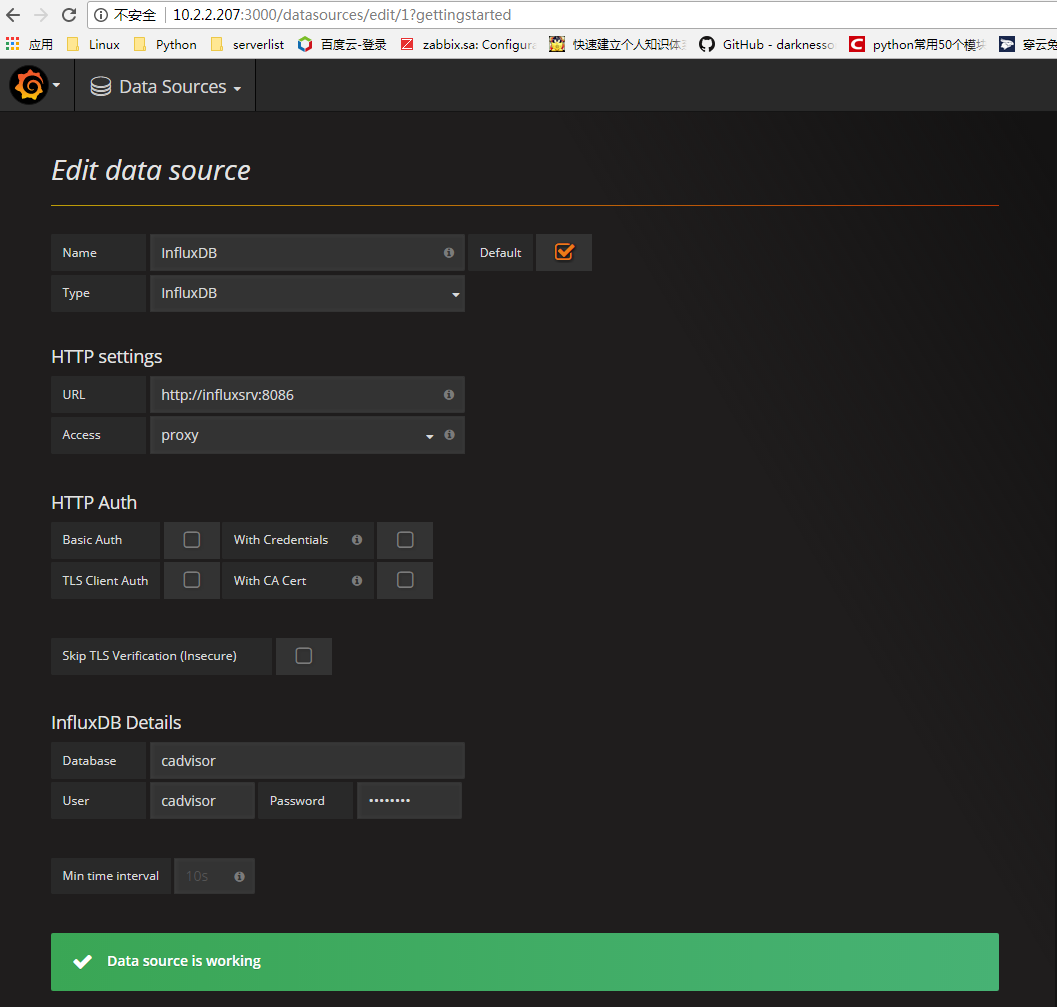 不安全 10.2.2.207:3000/datasources/edit/1?gettingstarted
应用 Linux Python serverlist 百度云-登录 zabbix.sa: Configura 快速建立个人知识体 GitHub - darknesso python常用50个模块 穿云兔
Data Sources
Edit data source
Name InfluxDB Default
Type InfluxDB
HTTP settings
URL http://influxsrv:8086
Access proxy
HTTP Auth
Basic Auth With Credentials
TLS Client Auth With CA Cert
Skip TLS Verification (Insecure)
InfluxDB Details
Database cadvisor
User cadvisor Password ••••••••
Min time interval 10s
Data source is working